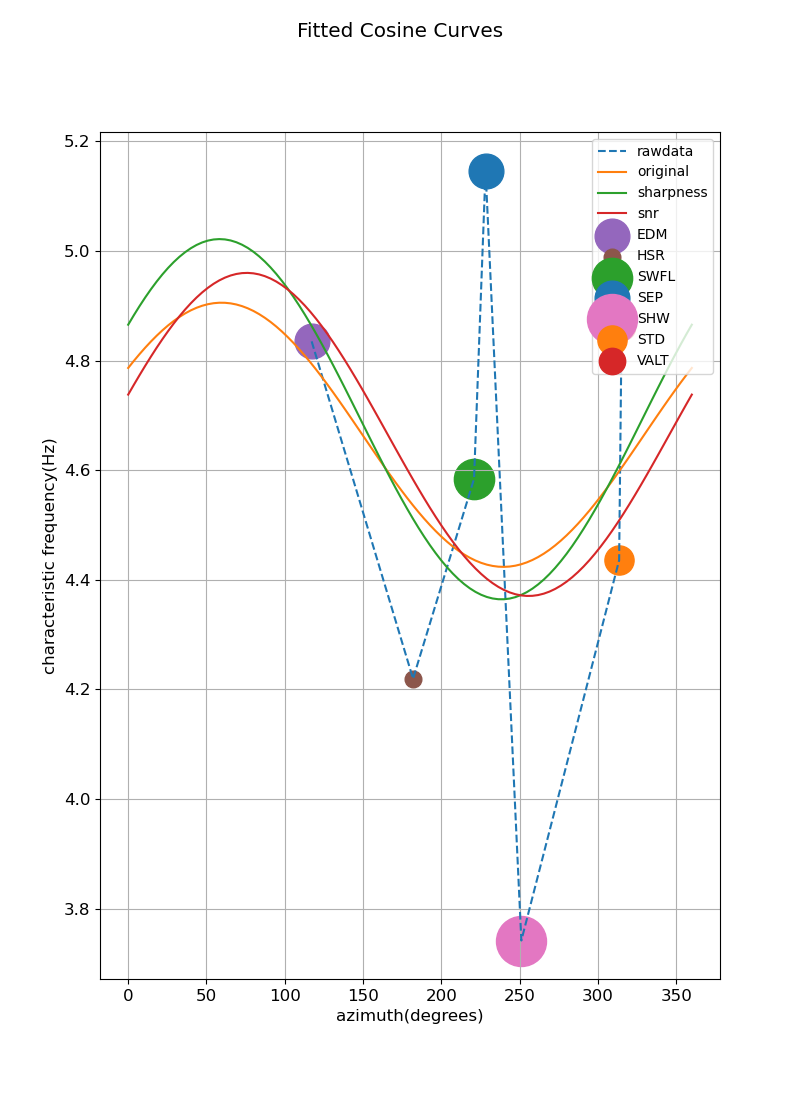 Fitted Cosine Curves
5.2
5.0
4.8
4.6
4.4
4.2
4.0
3.8
characteristic frequency(Hz)
rawdata
original
sharpness
snr
EDM
HSR
SWFL
SEP
SHW
STD
VALT
0 50 100 150 200 250 300 350
azimuth(degrees)